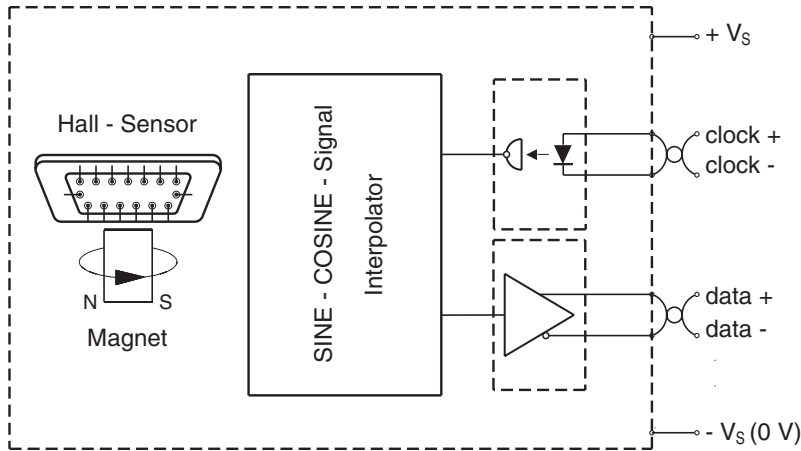 + V_S
Hall - Sensor
clock +
clock -
SINE - COSINE - Signal
Interpolator
N
S
Magnet
data +
data -
- V_S (0 V)